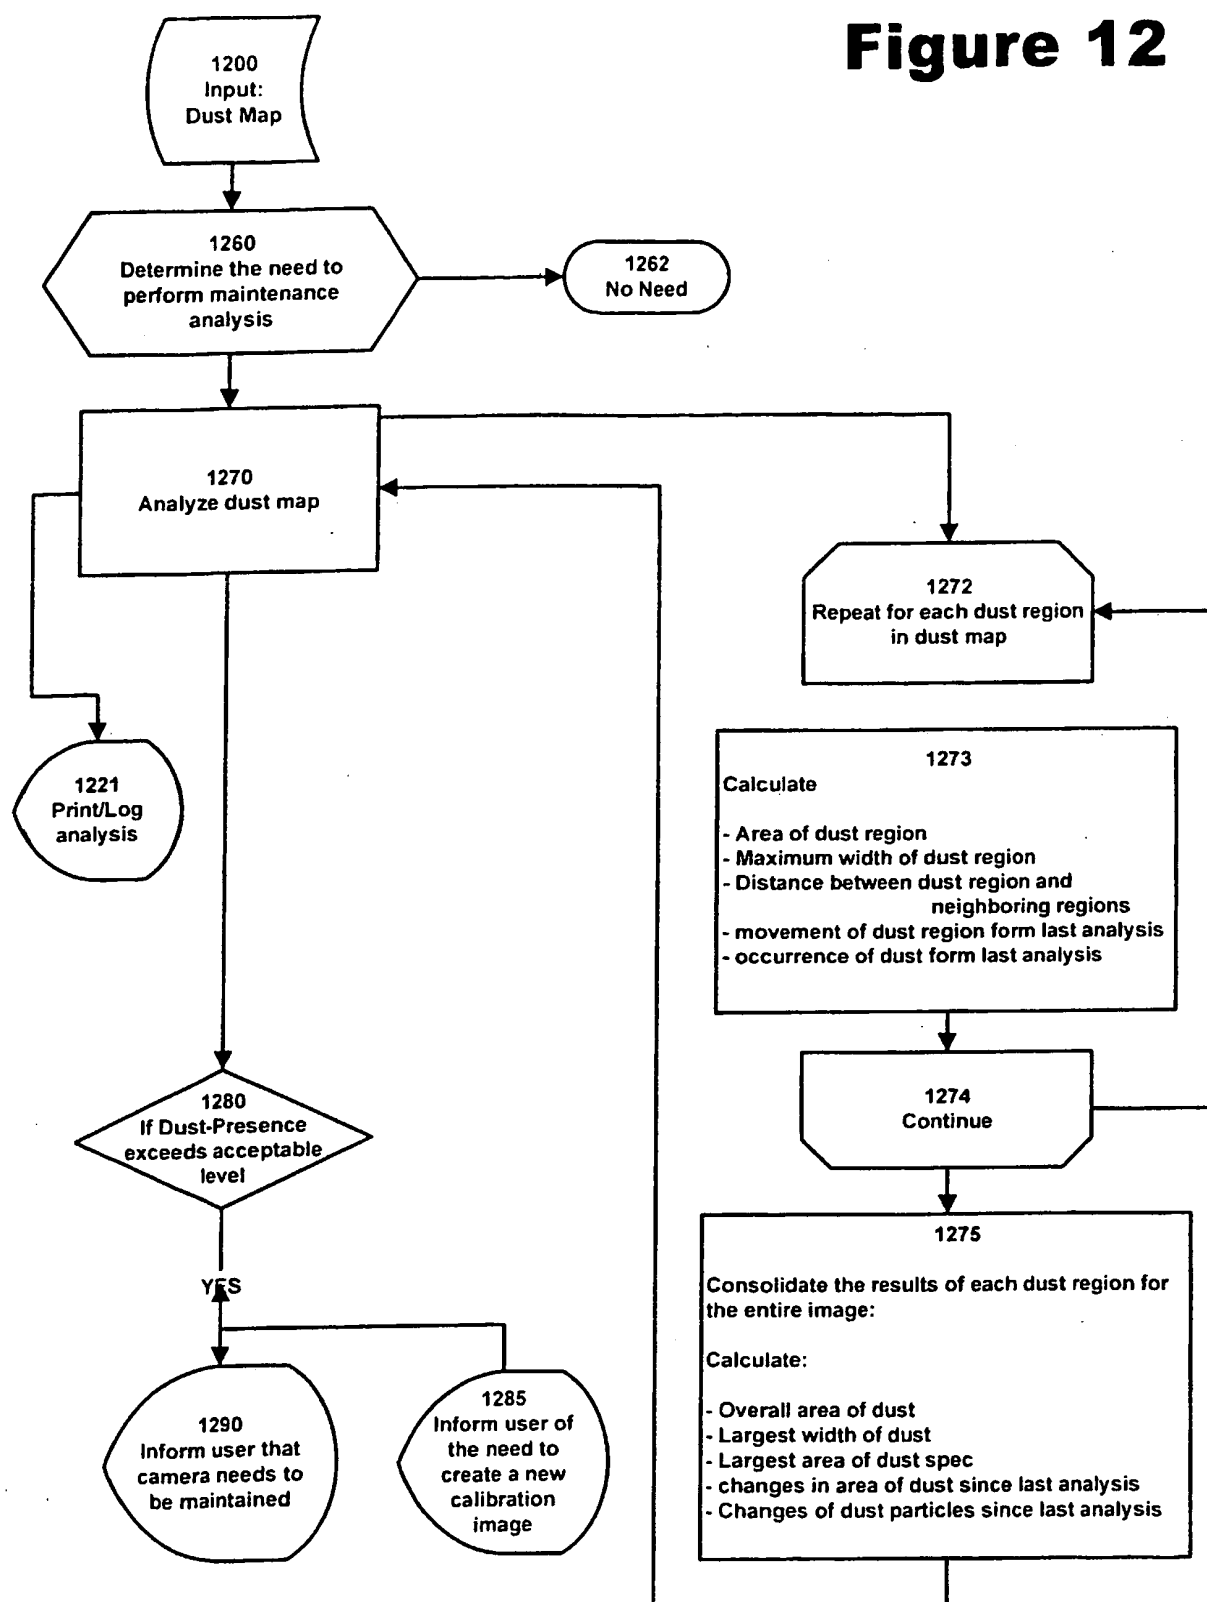 Figure 12
1200
Input:
Dust Map
1260
Determine the need to
perform maintenance
analysis
1262
No Need
1270
Analyze dust map
1272
Repeat for each dust region
in dust map
1221
Print/Log
analysis
1273
Calculate
- Area of dust region
- Maximum width of dust region
- Distance between dust region and
neighboring regions
- movement of dust region form last analysis
- occurrence of dust form last analysis
1274
Continue
1280
If Dust-Presence
exceeds acceptable
level
YES
1275
Consolidate the results of each dust region for
the entire image:
Calculate:
- Overall area of dust
- Largest width of dust
- Largest area of dust spec
- changes in area of dust since last analysis
- Changes of dust particles since last analysis
1290
Inform user that
camera needs to
be maintained
1285
Inform user of
the need to
create a new
calibration
image